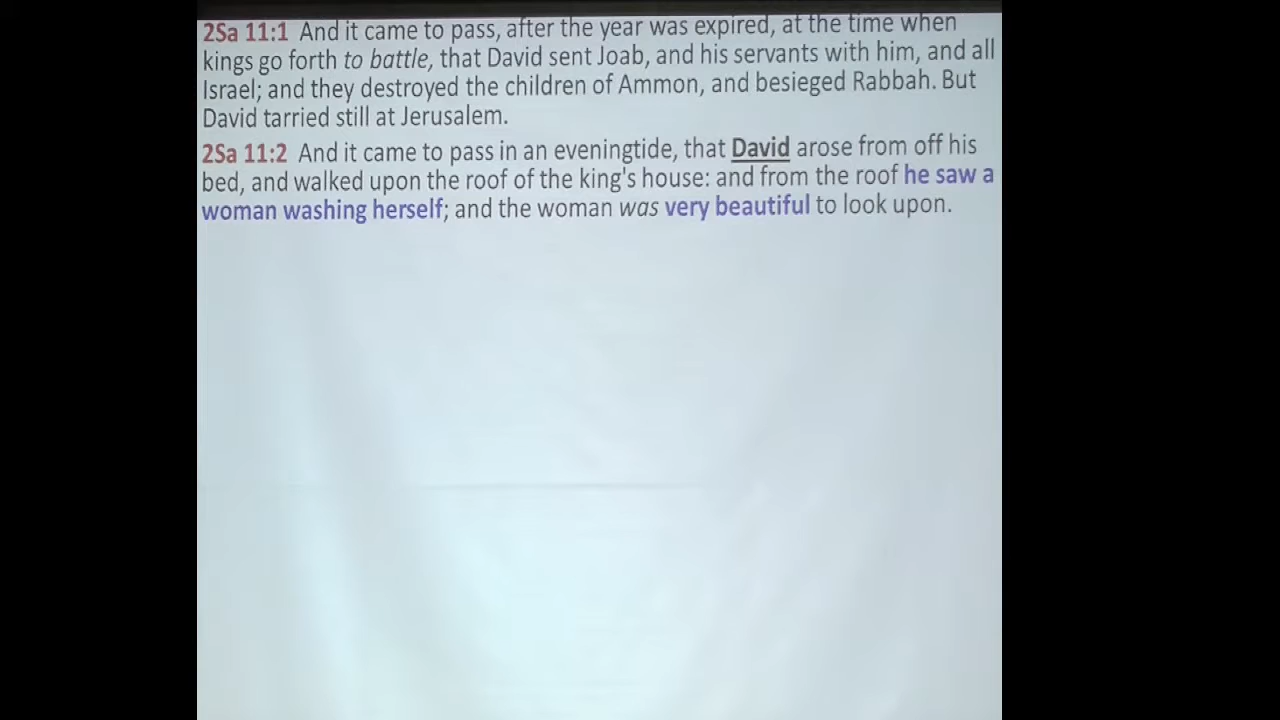 2Sa 11:1 And it came to pass, after the year was expired, at the time when
kings go forth to battle, that David sent Joab, and his servants with him, and all
Israel; and they destroyed the children of Ammon, and besieged Rabbah. But
David tarried still at Jerusalem.
2Sa 11:2 And it came to pass in an eveningtide, that David arose from off his
bed, and walked upon the roof of the king's house: and from the roof he saw a
woman washing herself; and the woman was very beautiful to look upon.